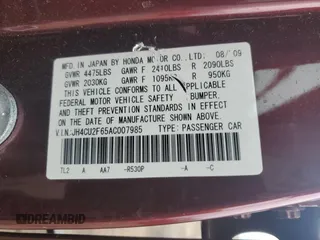 MFD. IN JAPAN BY HONDA MOTOR CO., LTD. 08/09
GVWR 4475LBS GAWR F 2410LBS R 2090LBS
GVWR 2030KG GAWR F 1095KG R 950KG
THIS VEHICLE CONFORMS TO ALL APPLICABLE
FEDERAL MOTOR VEHICLE SAFETY, BUMPER,
AND THEFT PREVENTION STANDARDS IN EFFECT
ON THE DATE OF MANUFACTURE SHOWN ABOVE.
V.I.N.:JH4CU2F65AC007985 TYPE: PASSENGER CAR
TL2 A AA7 -R530P -A -C
DREAMBID